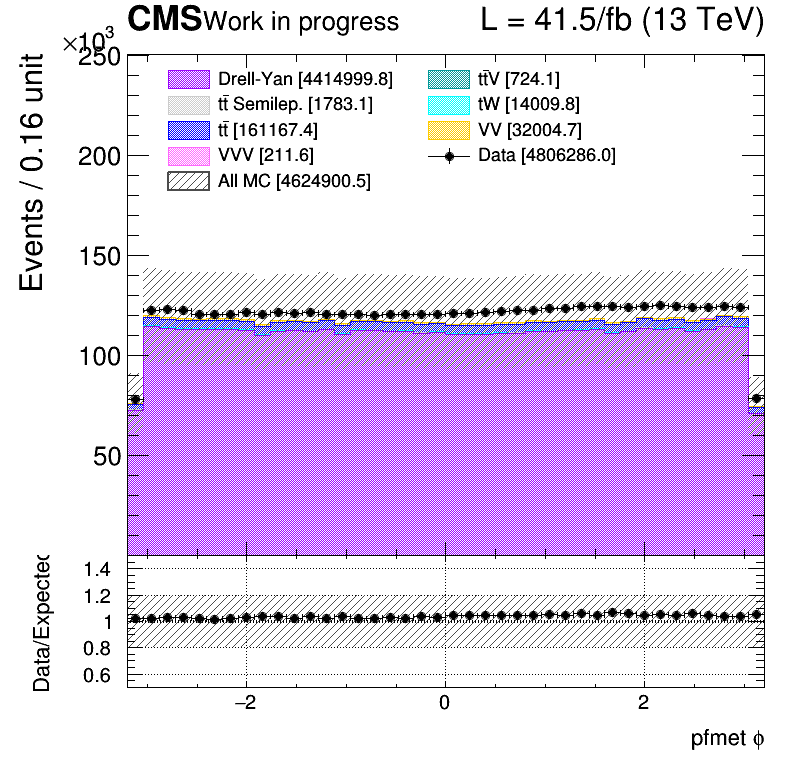 CMS Work in progress L = 41.5/fb (13 TeV)
×10³
Events / 0.16 unit
250
200
150
100
50
Drell-Yan [4414999.8]
tt̄ Semilep. [1783.1]
tt̄ [161167.4]
VVV [211.6]
All MC [4624900.5]
tt̄V [724.1]
tW [14009.8]
VV [32004.7]
Data [4806286.0]
Data/Expected
1.4
1.2
1
0.8
0.6
−2 0 2
pfmet ϕ